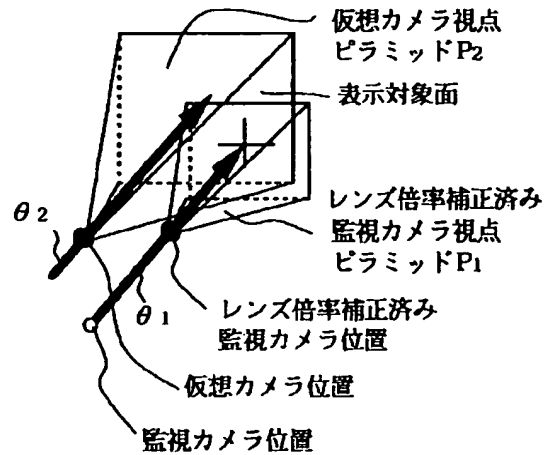 仮想カメラ視点
ピラミッドP2
表示対象面
レンズ倍率補正済み
監視カメラ視点
ピラミッドP1
θ2
θ1
レンズ倍率補正済み
監視カメラ位置
仮想カメラ位置
監視カメラ位置